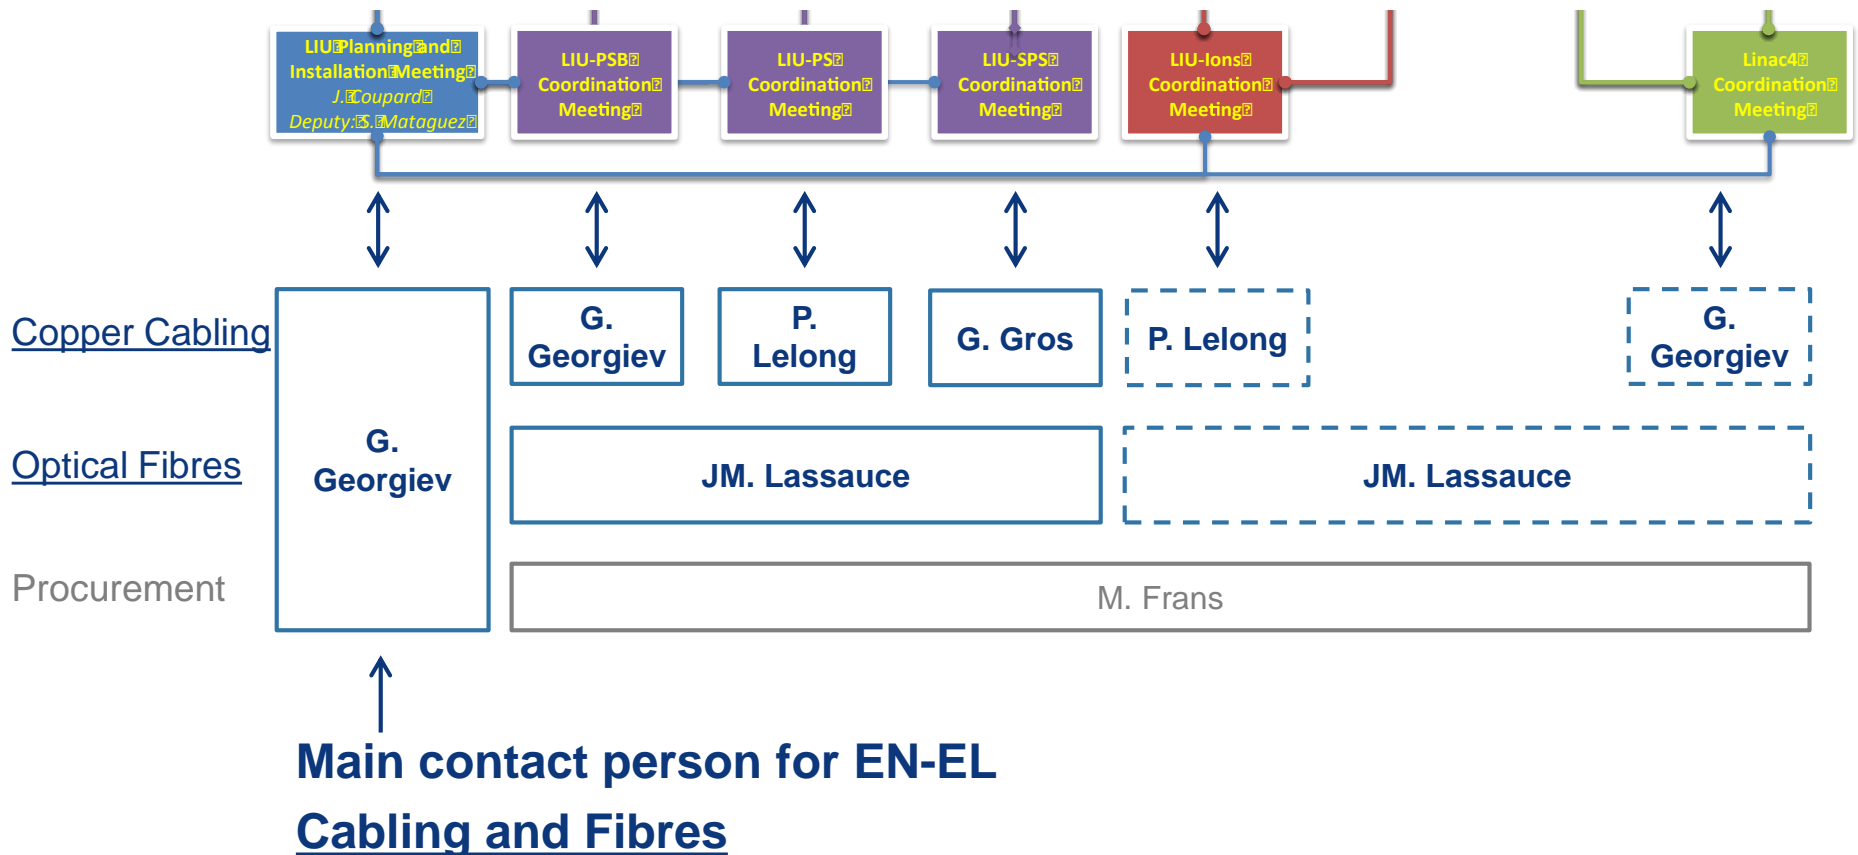 LIU Planning and
Installation Meeting
J. Coupard
Deputy: S. Mataguez
LIU-PSB
Coordination
Meeting
LIU-PS
Coordination
Meeting
LIU-SPS
Coordination
Meeting
LIU-Ions
Coordination
Meeting
Linac4
Coordination
Meeting
Copper Cabling
G.
Georgiev
P.
Lelong
G. Gros
P. Lelong
G.
Georgiev
Optical Fibres
G.
Georgiev
JM. Lassauce
JM. Lassauce
Procurement
M. Frans
Main contact person for EN-EL
Cabling and Fibres